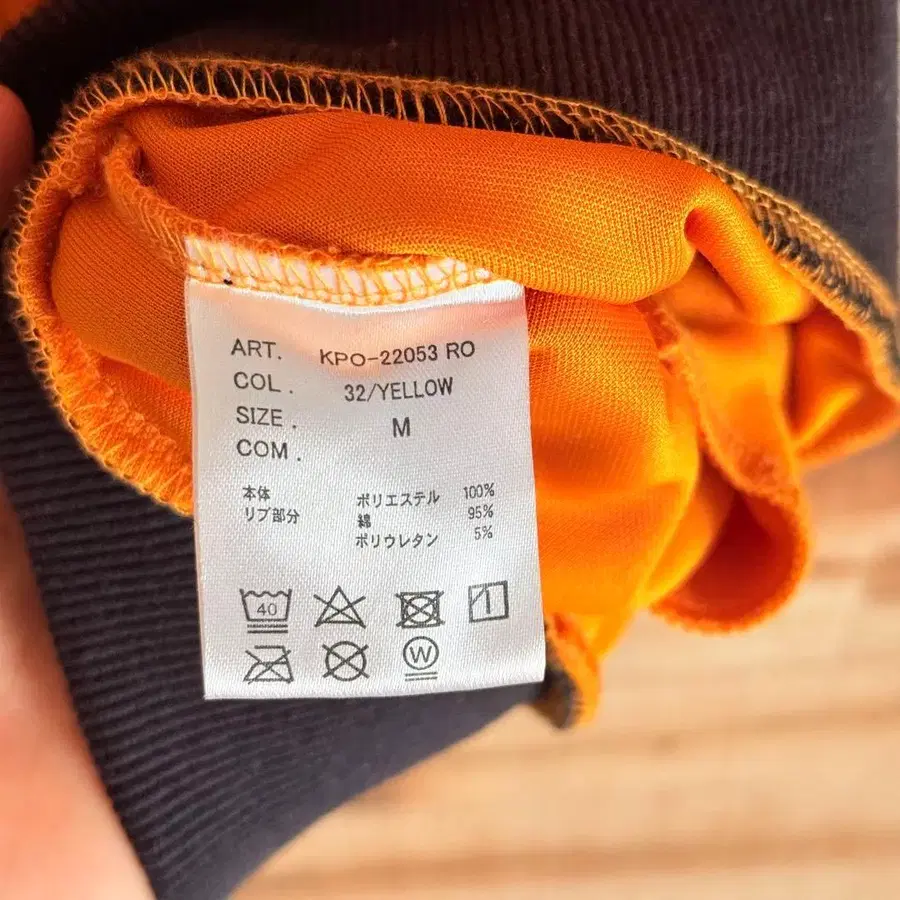 ART. KPO-22053 RO
COL. 32/YELLOW
SIZE. M
COM.
本体 ポリエステル 100%
リブ部分 綿 95%
ポリウレタン 5%
40
W